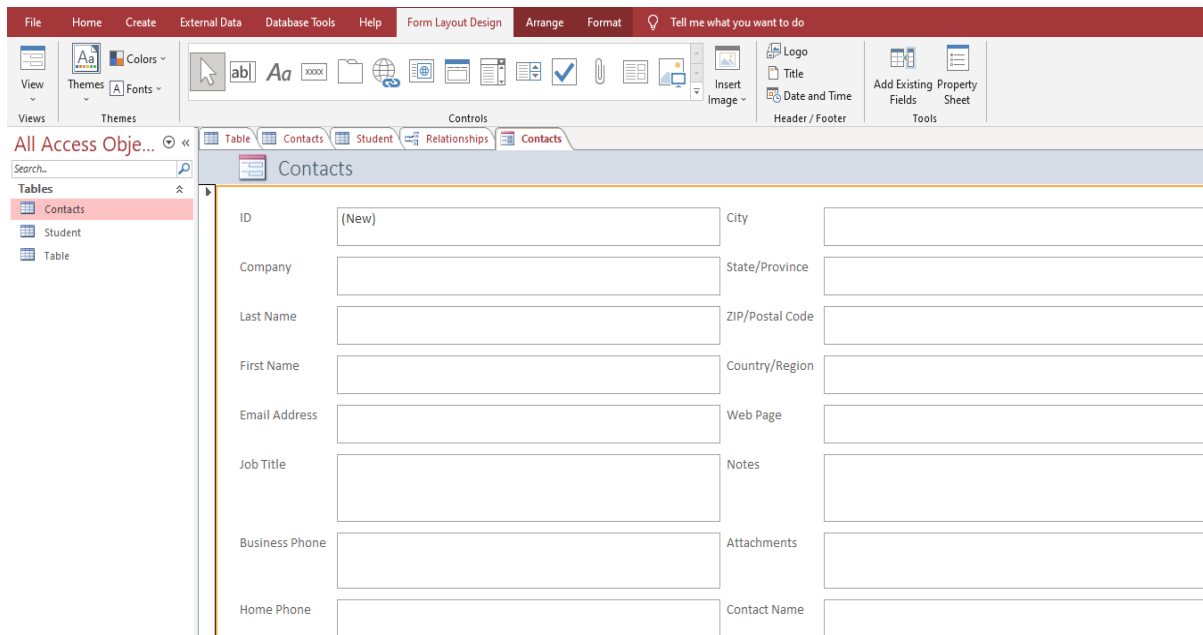 File Home Create External Data Database Tools Help Form Layout Design Arrange Format Tell me what you want to do
View
Views
Aa
Themes
Colors
A Fonts
Themes
ab| Aa xxxx
Controls
Insert
Image
Logo
Title
Date and Time
Header / Footer
Add Existing
Fields
Property
Sheet
Tools
All Access Obje... «
Search...
Tables
Contacts
Student
Table
Table Contacts Student Relationships Contacts
Contacts
ID (New) City
Company State/Province
Last Name ZIP/Postal Code
First Name Country/Region
Email Address Web Page
Job Title Notes
Business Phone Attachments
Home Phone Contact Name